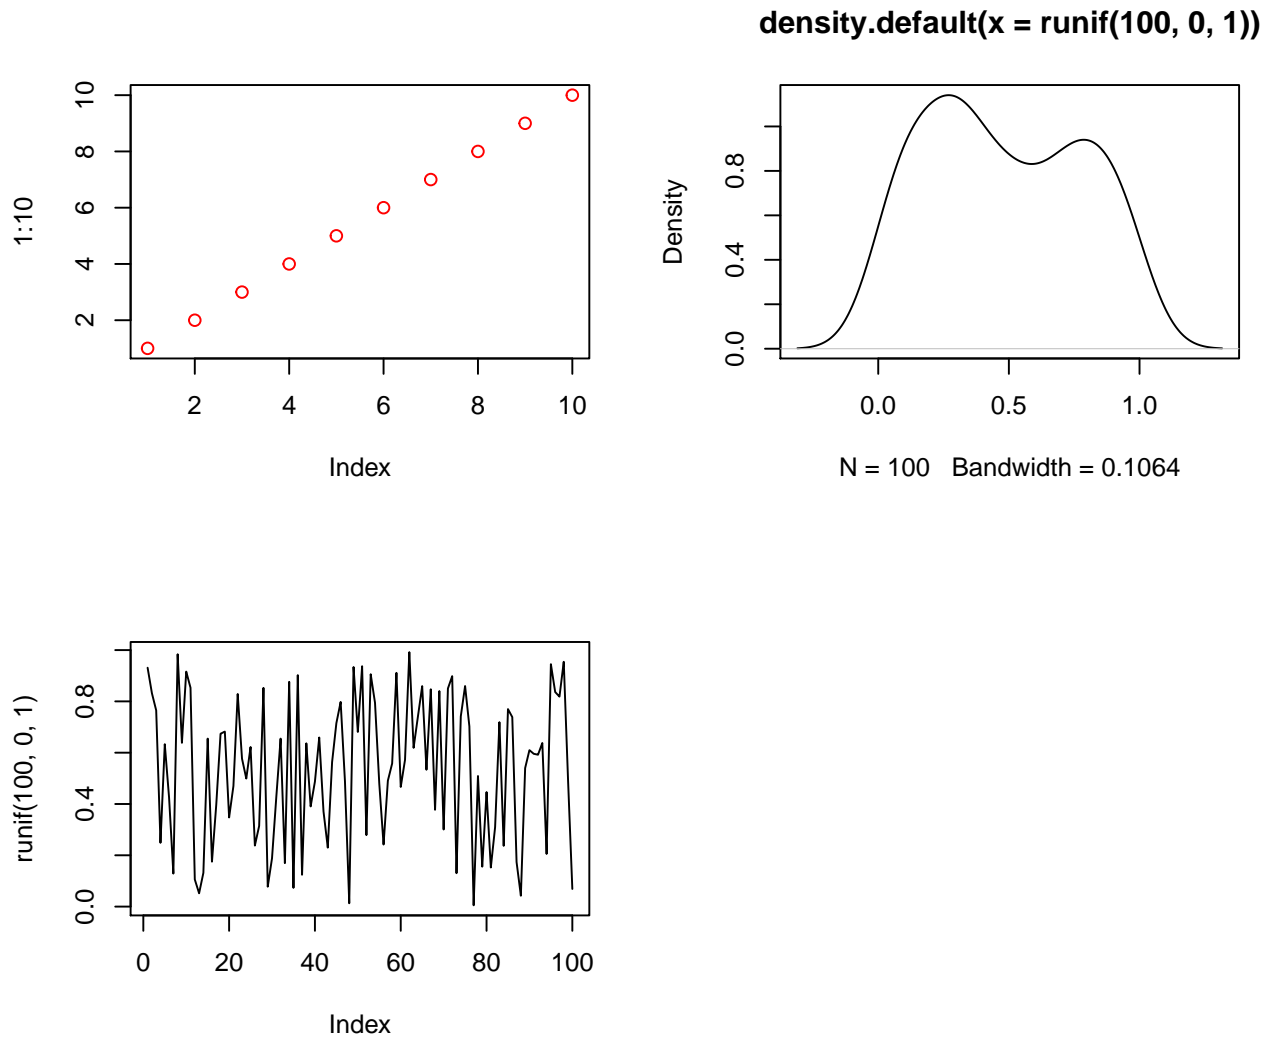 density.default(x = runif(100, 0, 1))
1:10
10
8
6
4
2
2 4 6 8 10
Index
Density
0.8
0.4
0.0
0.0 0.5 1.0
N = 100 Bandwidth = 0.1064
runif(100, 0, 1)
0.8
0.4
0.0
0 20 40 60 80 100
Index